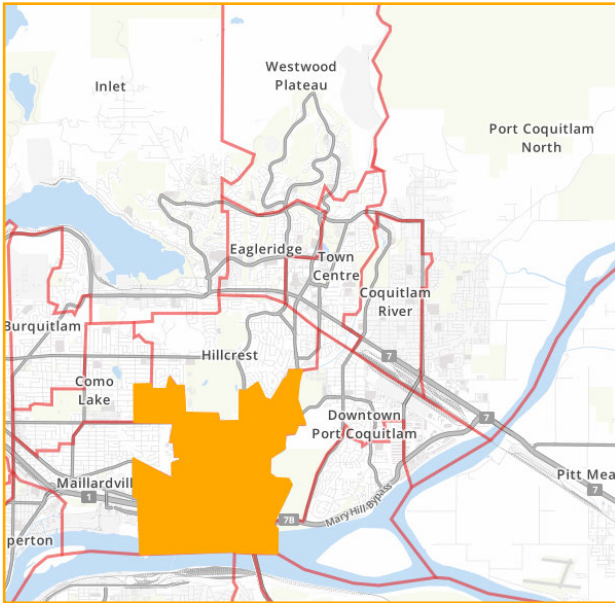 Westwood
Plateau
Inlet
Port Coquitlam
North
Eagleridge
Town
Centre
Coquitlam
River
Burquitlam
Hillcrest
7
Como
Lake
Downtown
Port Coquitlam
7
Pitt Mea
Maillardvill
1
7
7B
Mary Hill Bypass
perton